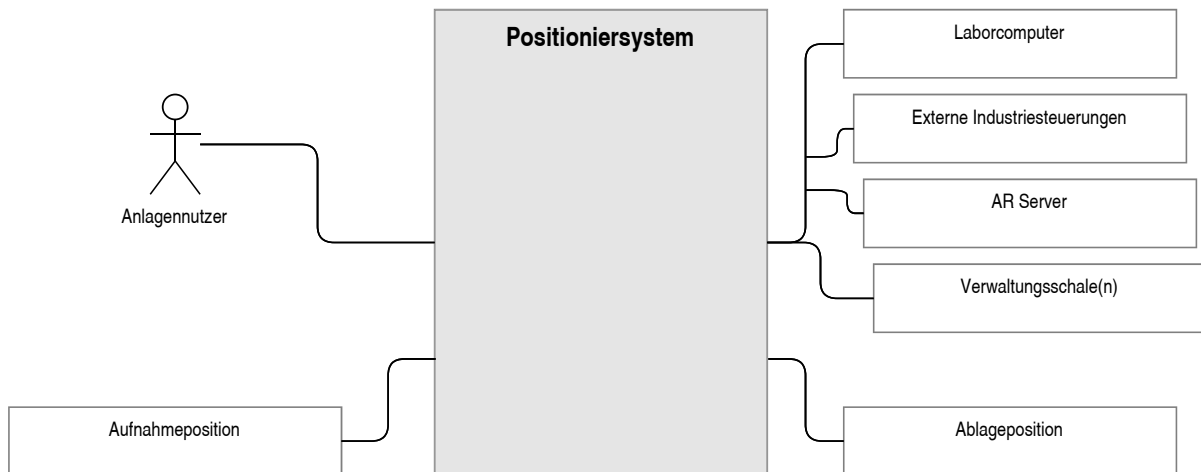 Positioniersystem
Laborcomputer
Externe Industriesteuerungen
AR Server
Anlagennutzer
Verwaltungsschale(n)
Aufnahmeposition
Ablageposition